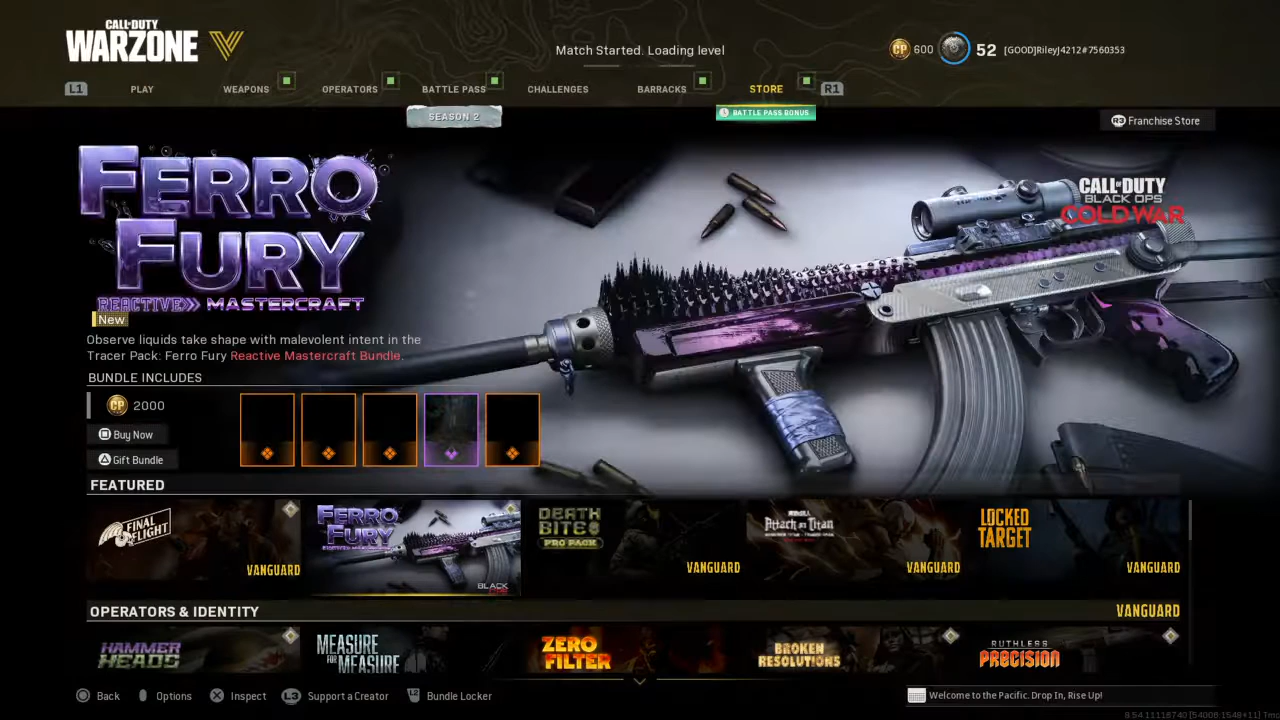 CALL OF DUTY
WARZONE
Match Started. Loading level
CP 600
52
[GOOD]RileyJ4212#7560353
L1
PLAY
WEAPONS
OPERATORS
BATTLE PASS
CHALLENGES
BARRACKS
STORE
R1
SEASON 2
BATTLE PASS BONUS
R3 Franchise Store
FERRO
FURY
REACTIVE>> MASTERCRAFT
New
CALL OF DUTY
BLACK OPS
COLD WAR
Observe liquids take shape with malevolent intent in the
Tracer Pack: Ferro Fury Reactive Mastercraft Bundle.
BUNDLE INCLUDES
CP 2000
Buy Now
Gift Bundle
FEATURED
FINAL
FLIGHT
VANGUARD
FERRO
FURY
BLACK
DEATH
BITE
PRO PACK
VANGUARD
Attack on Titan
VANGUARD
LOCKED
TARGET
VANGUARD
OPERATORS & IDENTITY
VANGUARD
HAMMER
HEADS
MEASURE
FOR MEASURE
ZERO
FILTER
BROKEN
RESOLUTIONS
RUTHLESS
PRECISION
Back
Options
Inspect
L3 Support a Creator
L2 Bundle Locker
Welcome to the Pacific. Drop In, Rise Up!